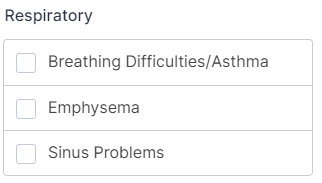 Respiratory
Breathing Difficulties/Asthma
Emphysema
Sinus Problems